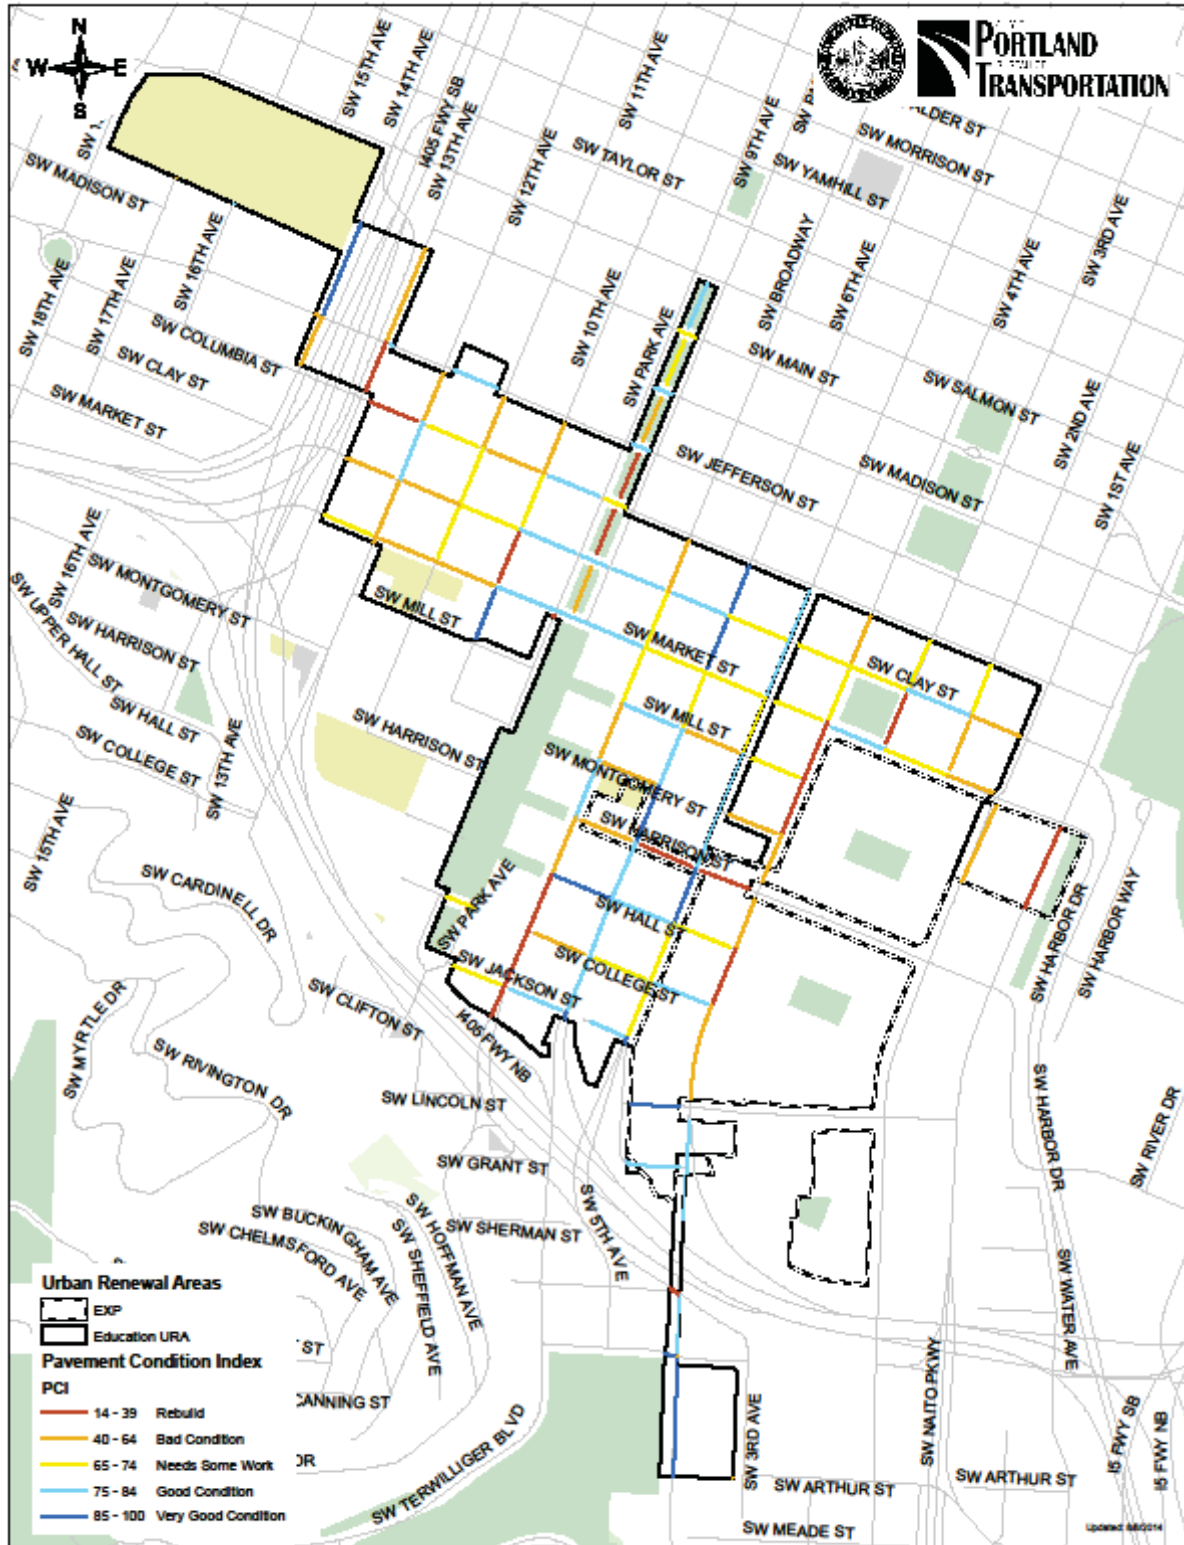 N
W E
S
PORTLAND
TRANSPORTATION
SW 15TH AVE
SW 14TH AVE
I405 FWY SB
SW 13TH AVE
SW 12TH AVE
SW 11TH AVE
SW TAYLOR ST
SW 9TH AVE
ALDER ST
SW MORRISON ST
SW YAMHILL ST
SW MADISON ST
SW 16TH AVE
SW 17TH AVE
SW 18TH AVE
SW COLUMBIA ST
SW CLAY ST
SW MARKET ST
SW 10TH AVE
SW PARK AVE
SW BROADWAY
SW 6TH AVE
SW 4TH AVE
SW 3RD AVE
SW MAIN ST
SW SALMON ST
SW 2ND AVE
SW 1ST AVE
SW JEFFERSON ST
SW MADISON ST
SW 16TH AVE
SW MONTGOMERY ST
SW UPPER HALL ST
SW HARRISON ST
SW HALL ST
SW COLLEGE ST
SW 13TH AVE
SW MILL ST
SW MARKET ST
SW CLAY ST
SW MILL ST
SW HARRISON ST
SW MONTGOMERY ST
SW HARRISON ST
SW 15TH AVE
SW CARDINELL DR
SW PARK AVE
SW HALL ST
SW COLLEGE ST
SW JACKSON ST
SW HARBOR DR
SW HARBOR WAY
SW MYRTLE DR
SW RIVINGTON DR
SW CLIFTON ST
I405 FWY NB
SW LINCOLN ST
SW GRANT ST
SW SHERMAN ST
SW 5TH AVE
SW HARBOR DR
SW RIVER DR
SW BUCKINGHAM AVE
SW CHELMSFORD AVE
SW HOFFMAN AVE
SW SHEFFIELD AVE
SW WATER AVE
ST
CANNING ST
DR
SW TERWILLIGER BLVD
SW 3RD AVE
SW NAITO PKWY
I5 FWY SB
I5 FWY NB
SW ARTHUR ST
SW ARTHUR ST
SW MEADE ST
Urban Renewal Areas
EXP
Education URA
Pavement Condition Index
PCI
14 - 39 Rebuild
40 - 64 Bad Condition
65 - 74 Needs Some Work
75 - 84 Good Condition
85 - 100 Very Good Condition